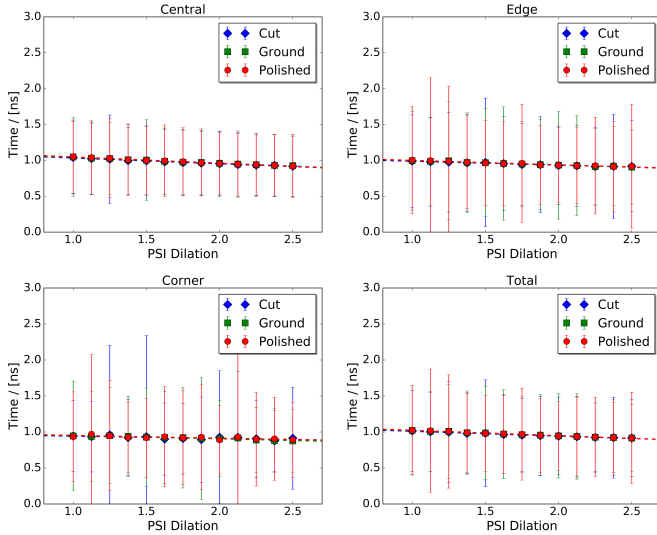 Central
Time / [ns]
3.0
2.5
2.0
1.5
1.0
0.5
0.0
Cut
Ground
Polished
1.0 1.5 2.0 2.5
PSI Dilation
Edge
Time / [ns]
3.0
2.5
2.0
1.5
1.0
0.5
0.0
Cut
Ground
Polished
1.0 1.5 2.0 2.5
PSI Dilation
Corner
Time / [ns]
3.0
2.5
2.0
1.5
1.0
0.5
0.0
Cut
Ground
Polished
1.0 1.5 2.0 2.5
PSI Dilation
Total
Time / [ns]
3.0
2.5
2.0
1.5
1.0
0.5
0.0
Cut
Ground
Polished
1.0 1.5 2.0 2.5
PSI Dilation